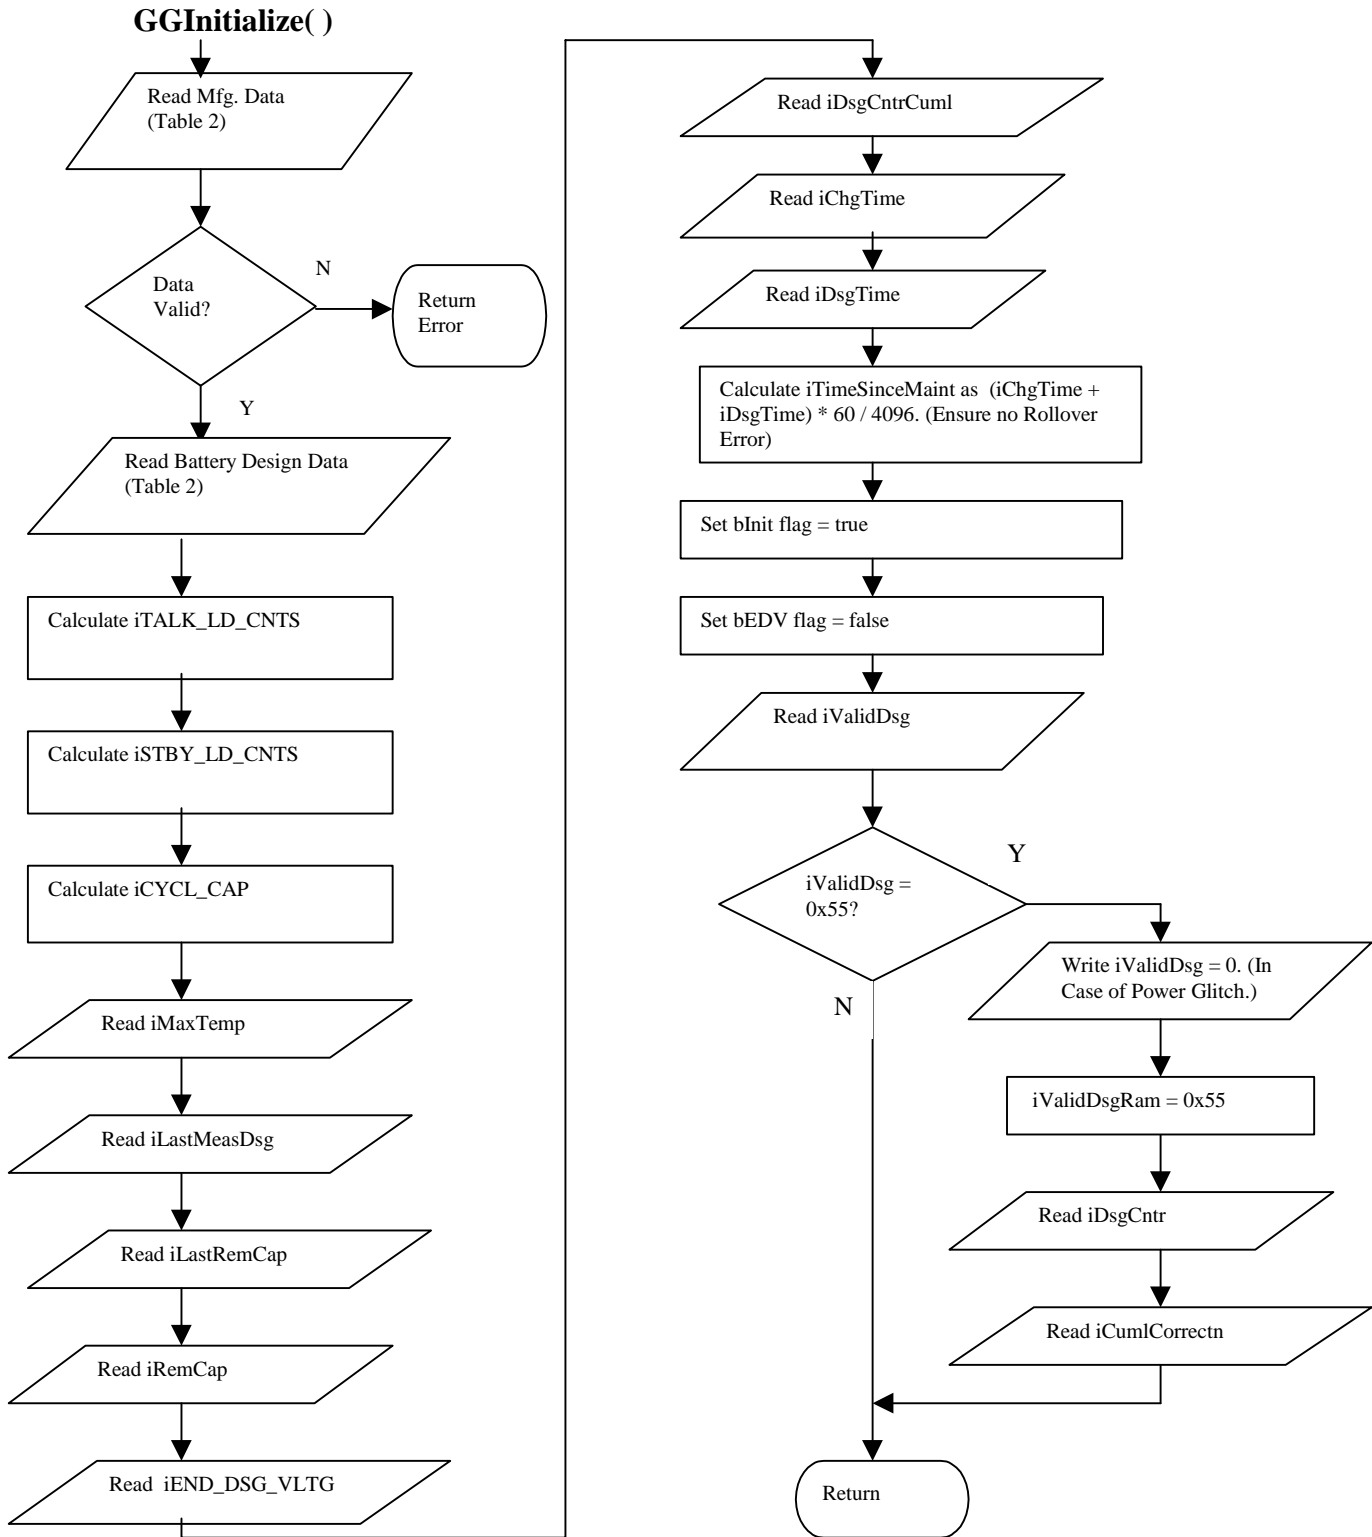 GGInitialize( )
Read Mfg. Data
(Table 2)
Data
Valid?
N
Return
Error
Y
Read Battery Design Data
(Table 2)
Calculate iTALK_LD_CNTS
Calculate iSTBY_LD_CNTS
Calculate iCYCL_CAP
Read iMaxTemp
Read iLastMeasDsg
Read iLastRemCap
Read iRemCap
Read iEND_DSG_VLTG
Read iDsgCntrCuml
Read iChgTime
Read iDsgTime
Calculate iTimeSinceMaint as (iChgTime +
iDsgTime) * 60 / 4096. (Ensure no Rollover
Error)
Set bInit flag = true
Set bEDV flag = false
Read iValidDsg
iValidDsg =
0x55?
Y
N
Write iValidDsg = 0. (In
Case of Power Glitch.)
iValidDsgRam = 0x55
Read iDsgCntr
Read iCumlCorrectn
Return